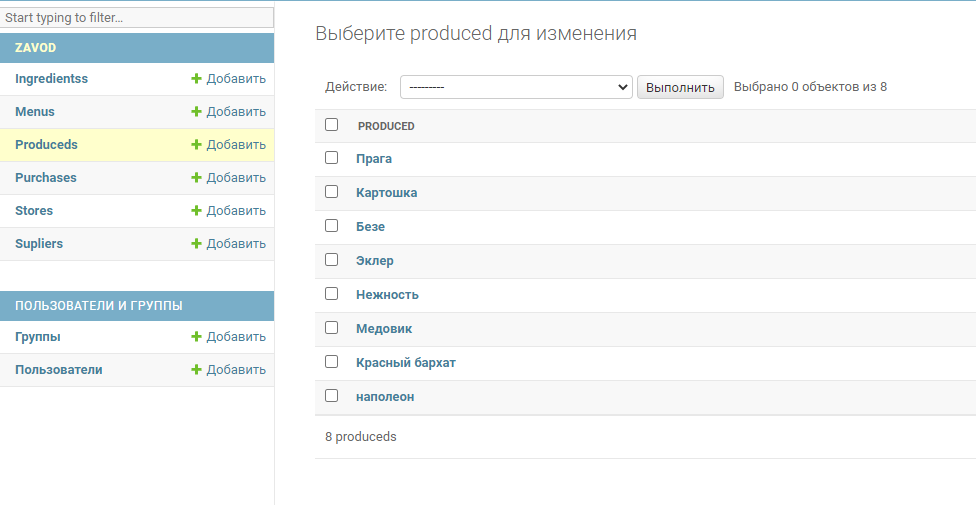 Start typing to filter...
ZAVOD
Ingredientss + Добавить
Menus + Добавить
Produceds + Добавить
Purchases + Добавить
Stores + Добавить
Supliers + Добавить
ПОЛЬЗОВАТЕЛИ И ГРУППЫ
Группы + Добавить
Пользователи + Добавить
Выберите produced для изменения
Действие: --------- Выполнить Выбрано 0 объектов из 8
PRODUCED
Прага
Картошка
Безе
Эклер
Нежность
Медовик
Красный бархат
наполеон
8 produceds